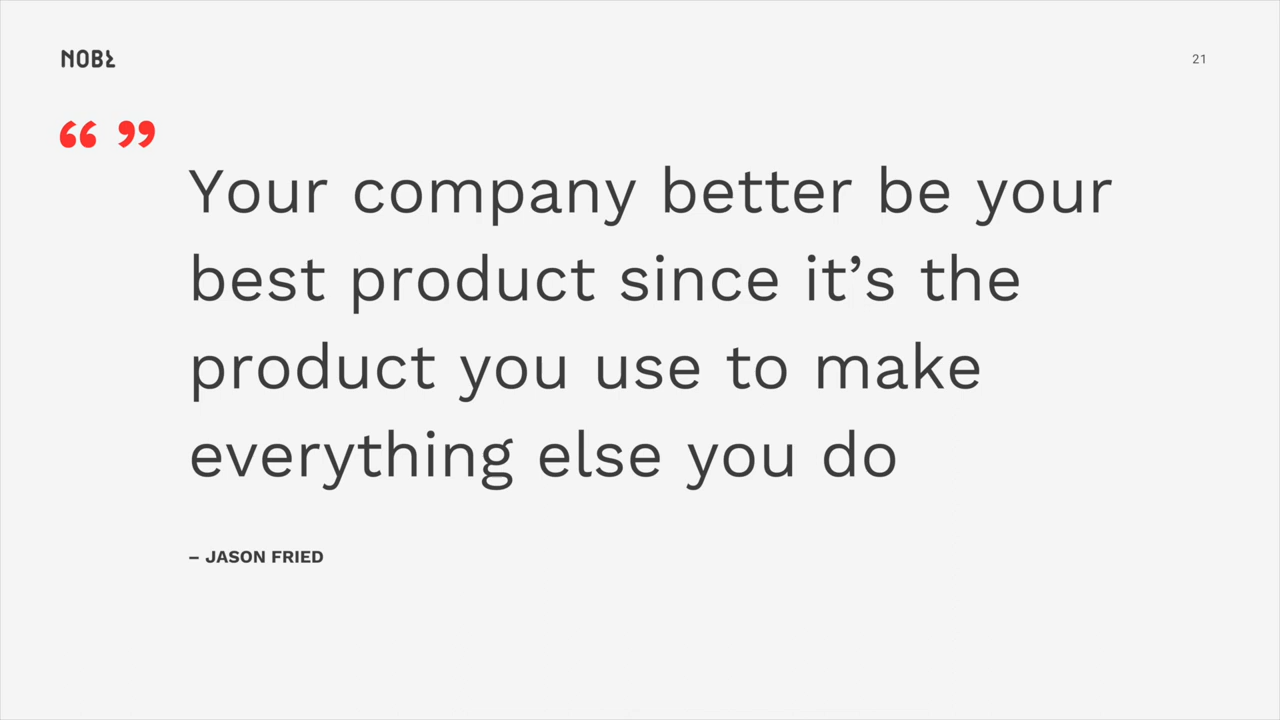 NOBL
21
“ ”
Your company better be your
best product since it’s the
product you use to make
everything else you do
– JASON FRIED